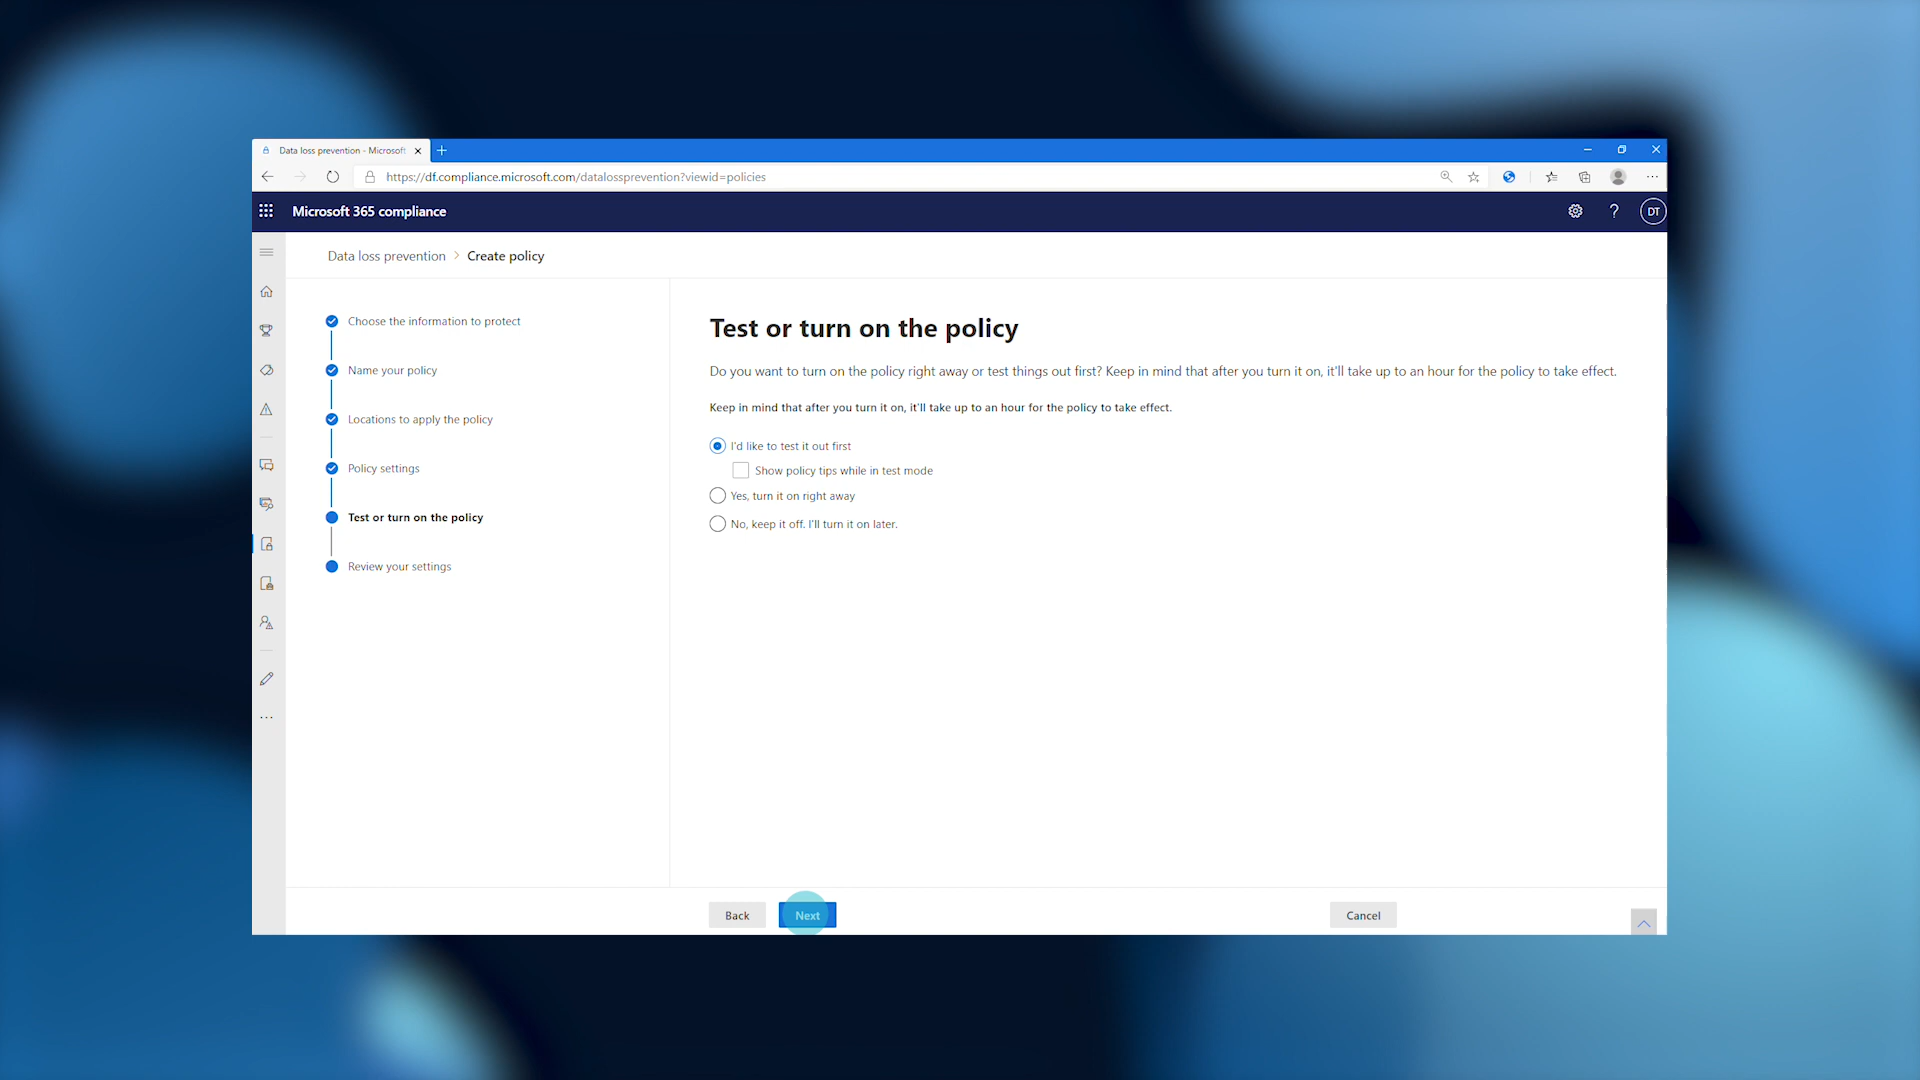 Data loss prevention - Microsoft
https://df.compliance.microsoft.com/datalossprevention?viewid=policies
Microsoft 365 compliance
? DT
Data loss prevention > Create policy
Choose the information to protect
Name your policy
Locations to apply the policy
Policy settings
Test or turn on the policy
Review your settings
Test or turn on the policy
Do you want to turn on the policy right away or test things out first? Keep in mind that after you turn it on, it'll take up to an hour for the policy to take effect.
Keep in mind that after you turn it on, it'll take up to an hour for the policy to take effect.
I'd like to test it out first
Show policy tips while in test mode
Yes, turn it on right away
No, keep it off. I'll turn it on later.
Back Next Cancel